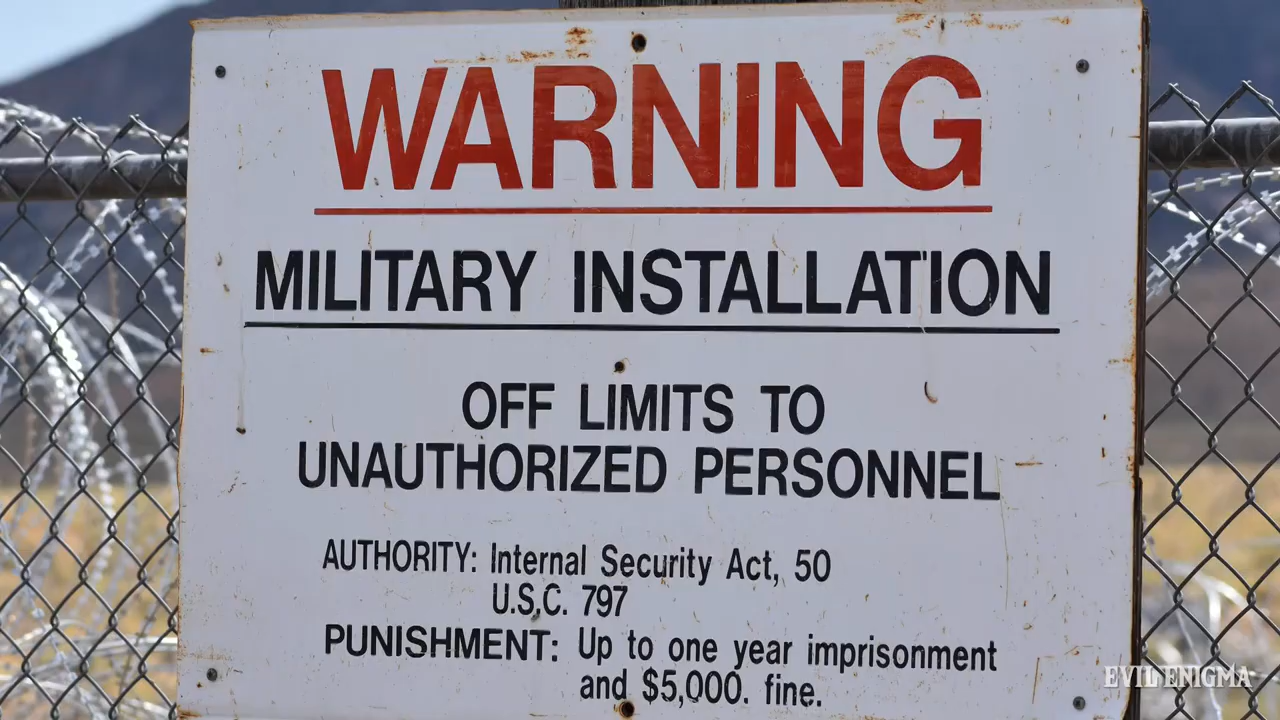 WARNING
MILITARY INSTALLATION
OFF LIMITS TO
UNAUTHORIZED PERSONNEL
AUTHORITY: Internal Security Act, 50
U.S.C. 797
PUNISHMENT: Up to one year imprisonment
and $5,000. fine.
EVIL ENIGMA